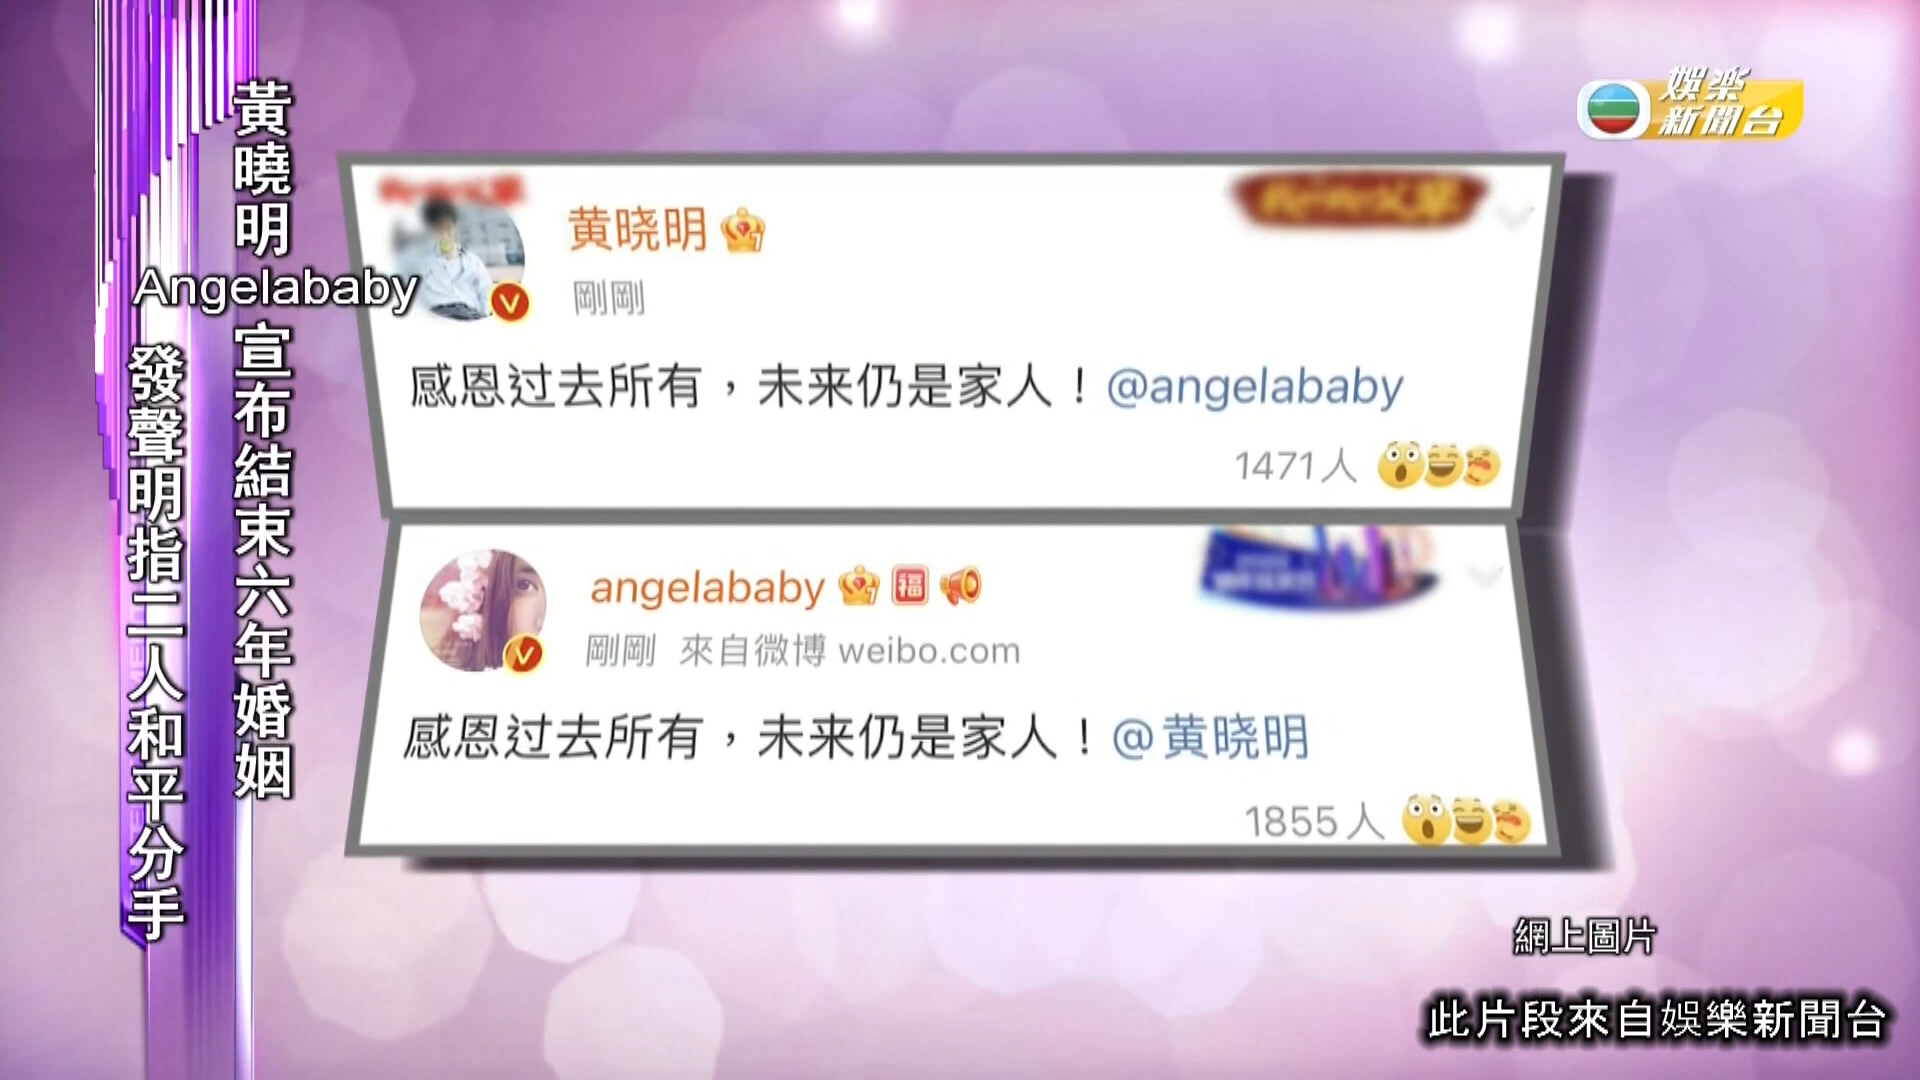 黃曉明
Angelababy
宣布結束六年婚姻
發聲明指二人和平分手
娛樂
新聞台
黄晓明
剛剛
感恩过去所有，未来仍是家人！@angelababy
1471人
angelababy 福
剛剛 來自微博 weibo.com
感恩过去所有，未来仍是家人！@黄晓明
1855人
網上圖片
此片段來自娛樂新聞台